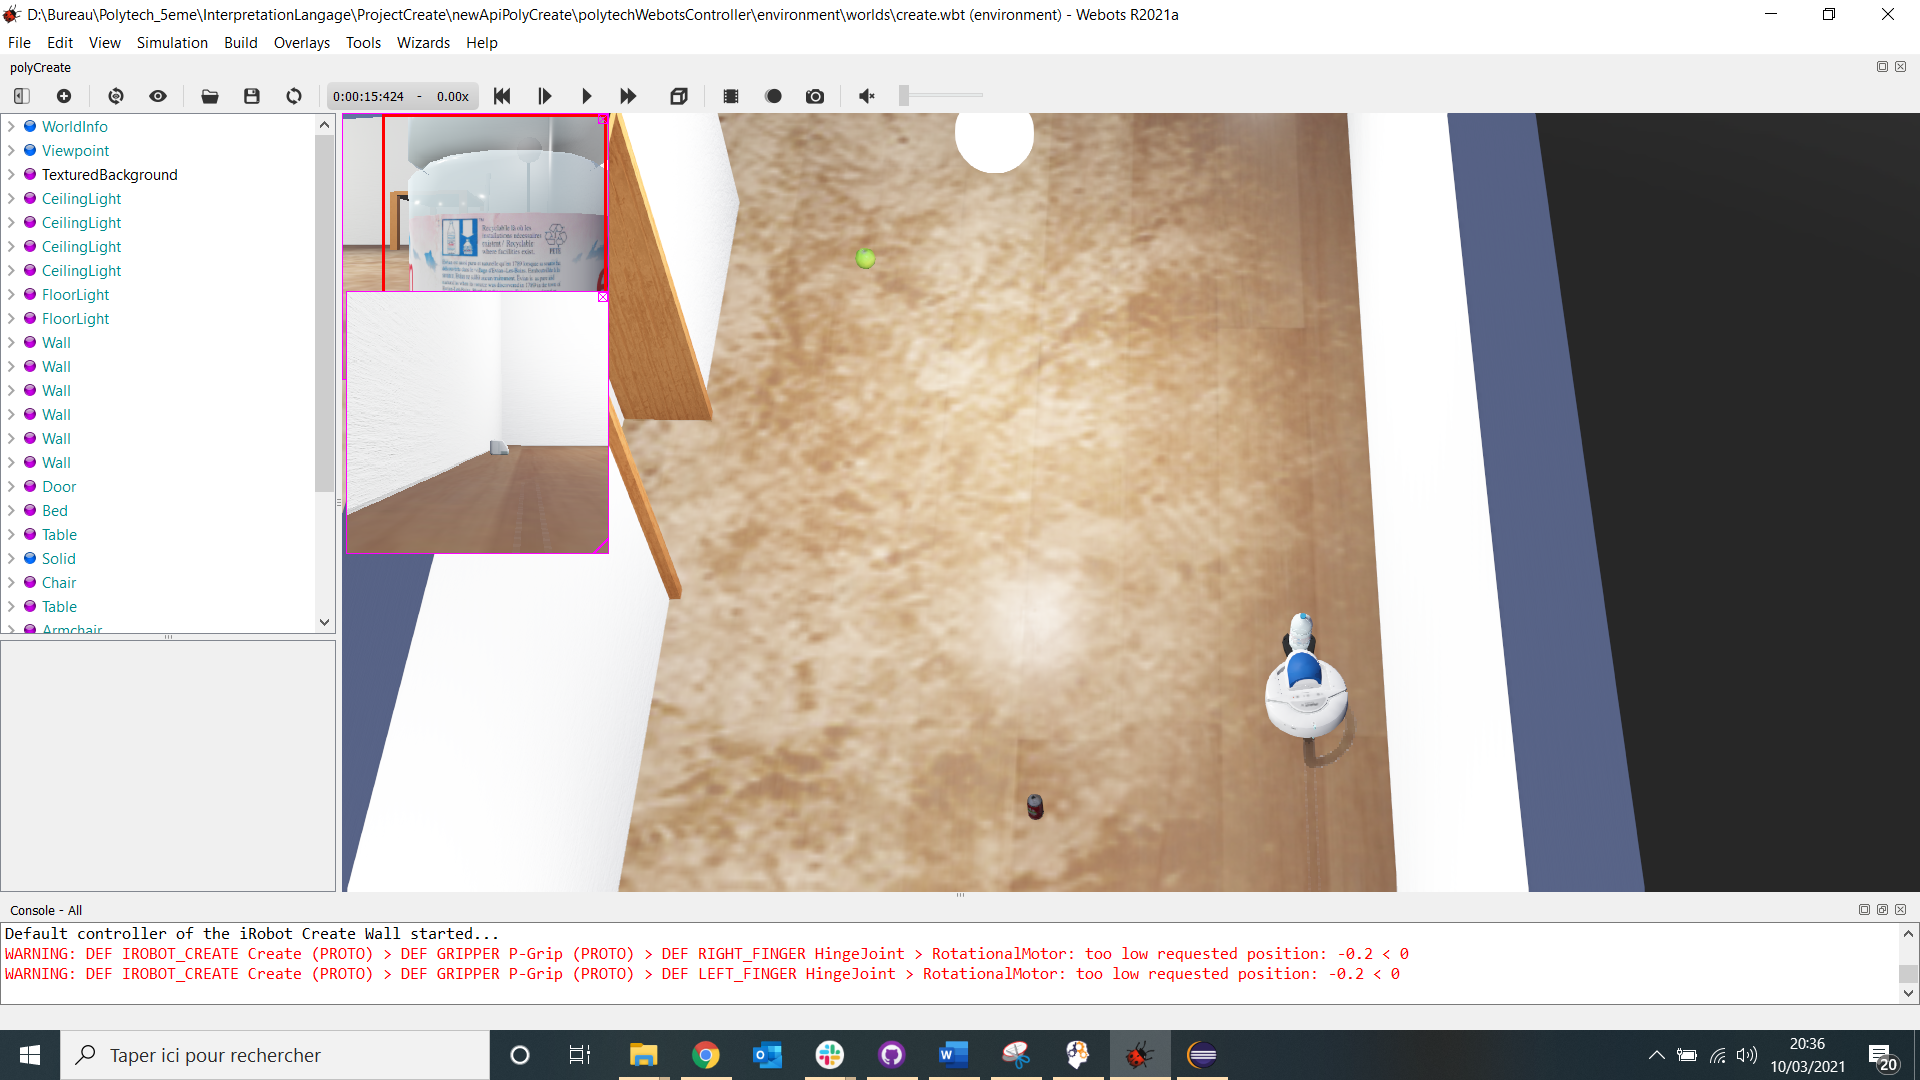 D:\Bureau\Polytech_5eme\InterpretationLangage\ProjectCreate\newApiPolyCreate\polytechWebotsController\environment\worlds\create.wbt (environment) - Webots R2021a
File Edit View Simulation Build Overlays Tools Wizards Help
polyCreate
0:00:15:424 - 0.00x
WorldInfo
Viewpoint
TexturedBackground
CeilingLight
CeilingLight
CeilingLight
CeilingLight
FloorLight
FloorLight
Wall
Wall
Wall
Wall
Wall
Wall
Door
Bed
Table
Solid
Chair
Table
Armchair
where facilities exist.
PETE
Console - All
Default controller of the iRobot Create Wall started...
WARNING: DEF IROBOT_CREATE Create (PROTO) > DEF GRIPPER P-Grip (PROTO) > DEF RIGHT_FINGER HingeJoint > RotationalMotor: too low requested position: -0.2 < 0
WARNING: DEF IROBOT_CREATE Create (PROTO) > DEF GRIPPER P-Grip (PROTO) > DEF LEFT_FINGER HingeJoint > RotationalMotor: too low requested position: -0.2 < 0
Taper ici pour rechercher
20:36
10/03/2021
20